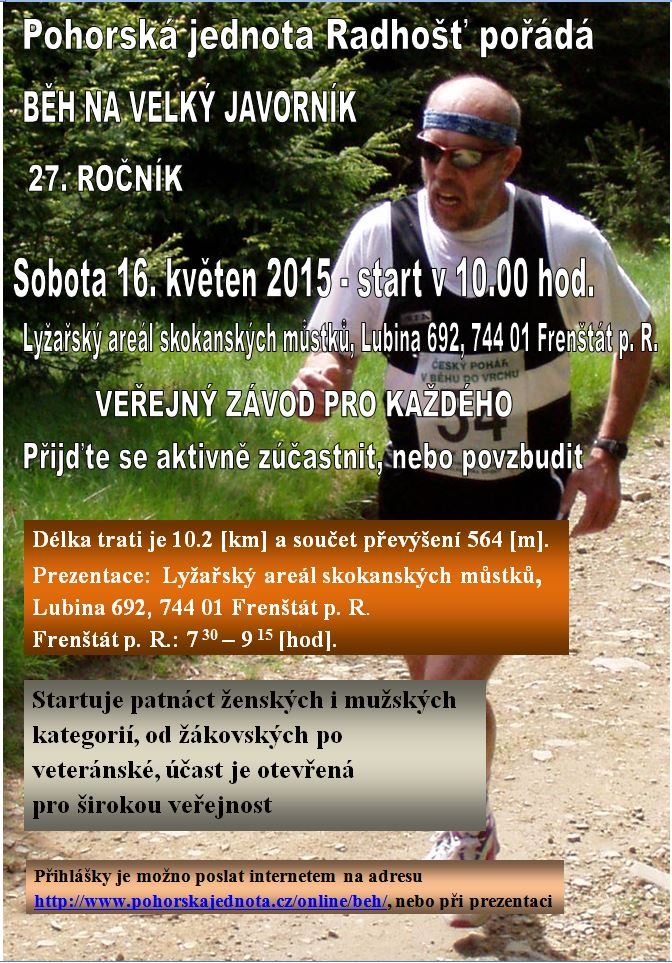 Pohorská jednota Radhošť pořádá
BĚH NA VELKÝ JAVORNÍK
27. ROČNÍK
Sobota 16. květen 2015 - start v 10.00 hod.
Lyžařský areál skokanských můstků, Lubina 692, 744 01 Frenštát p. R.
ČESKÝ POHÁR
V BĚHU DO VRCHU
54
VEŘEJNÝ ZÁVOD PRO KAŽDÉHO
Přijďte se aktivně zúčastnit, nebo povzbudit
Délka trati je 10.2 [km] a součet převýšení 564 [m].
Prezentace: Lyžařský areál skokanských můstků,
Lubina 692, 744 01 Frenštát p. R.
Frenštát p. R.: 7 30 – 9 15 [hod].
Startuje patnáct ženských i mužských
kategorií, od žákovských po
veteránské, účast je otevřená
pro širokou veřejnost
Přihlášky je možno poslat internetem na adresu
http://www.pohorskajednota.cz/online/beh/, nebo při prezentaci